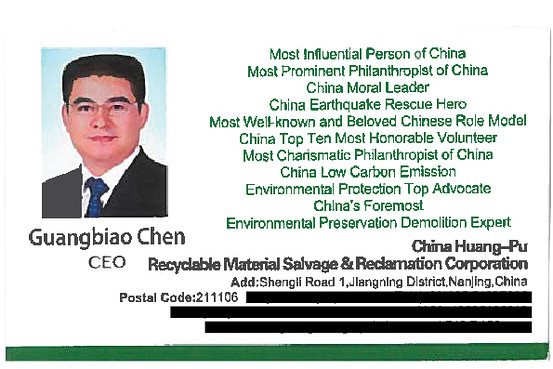 Most Influential Person of China
Most Prominent Philanthropist of China
China Moral Leader
China Earthquake Rescue Hero
Most Well-known and Beloved Chinese Role Model
China Top Ten Most Honorable Volunteer
Most Charismatic Philanthropist of China
China Low Carbon Emission
Environmental Protection Top Advocate
China's Foremost
Environmental Preservation Demolition Expert
Guangbiao Chen
CEO
China Huang–Pu
Recyclable Material Salvage & Reclamation Corporation
Add:Shengli Road 1,Jiangning District,Nanjing,China
Postal Code:211106